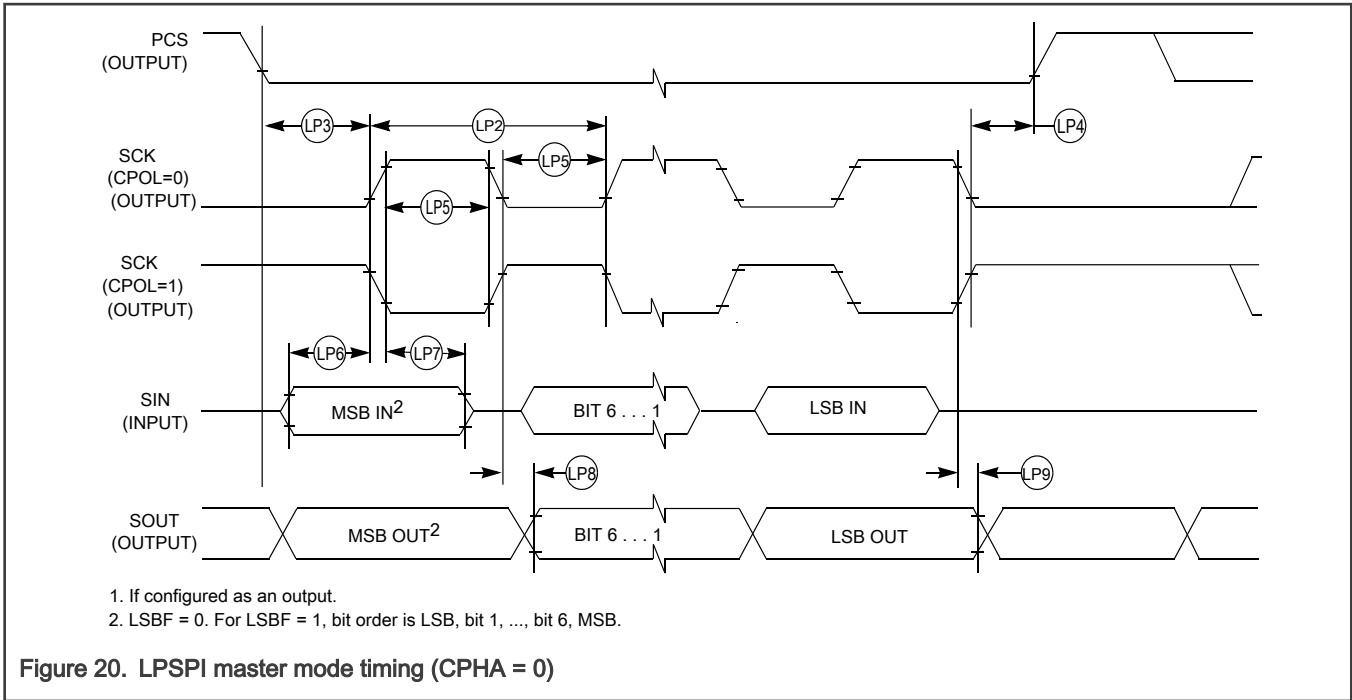 PCS
(OUTPUT)
LP3
LP2
LP4
SCK
(CPOL=0)
(OUTPUT)
LP5
LP5
SCK
(CPOL=1)
(OUTPUT)
LP6
LP7
SIN
(INPUT)
MSB IN2
BIT 6 . . . 1
LSB IN
LP8
LP9
SOUT
(OUTPUT)
MSB OUT2
BIT 6 . . . 1
LSB OUT
1. If configured as an output.
2. LSBF = 0. For LSBF = 1, bit order is LSB, bit 1, ..., bit 6, MSB.
Figure 20. LPSPI master mode timing (CPHA = 0)